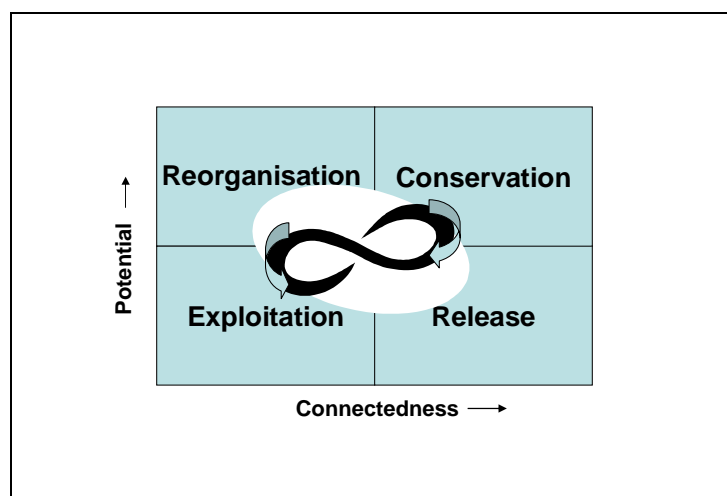 Reorganisation
Conservation
Potential
Exploitation
Release
Connectedness